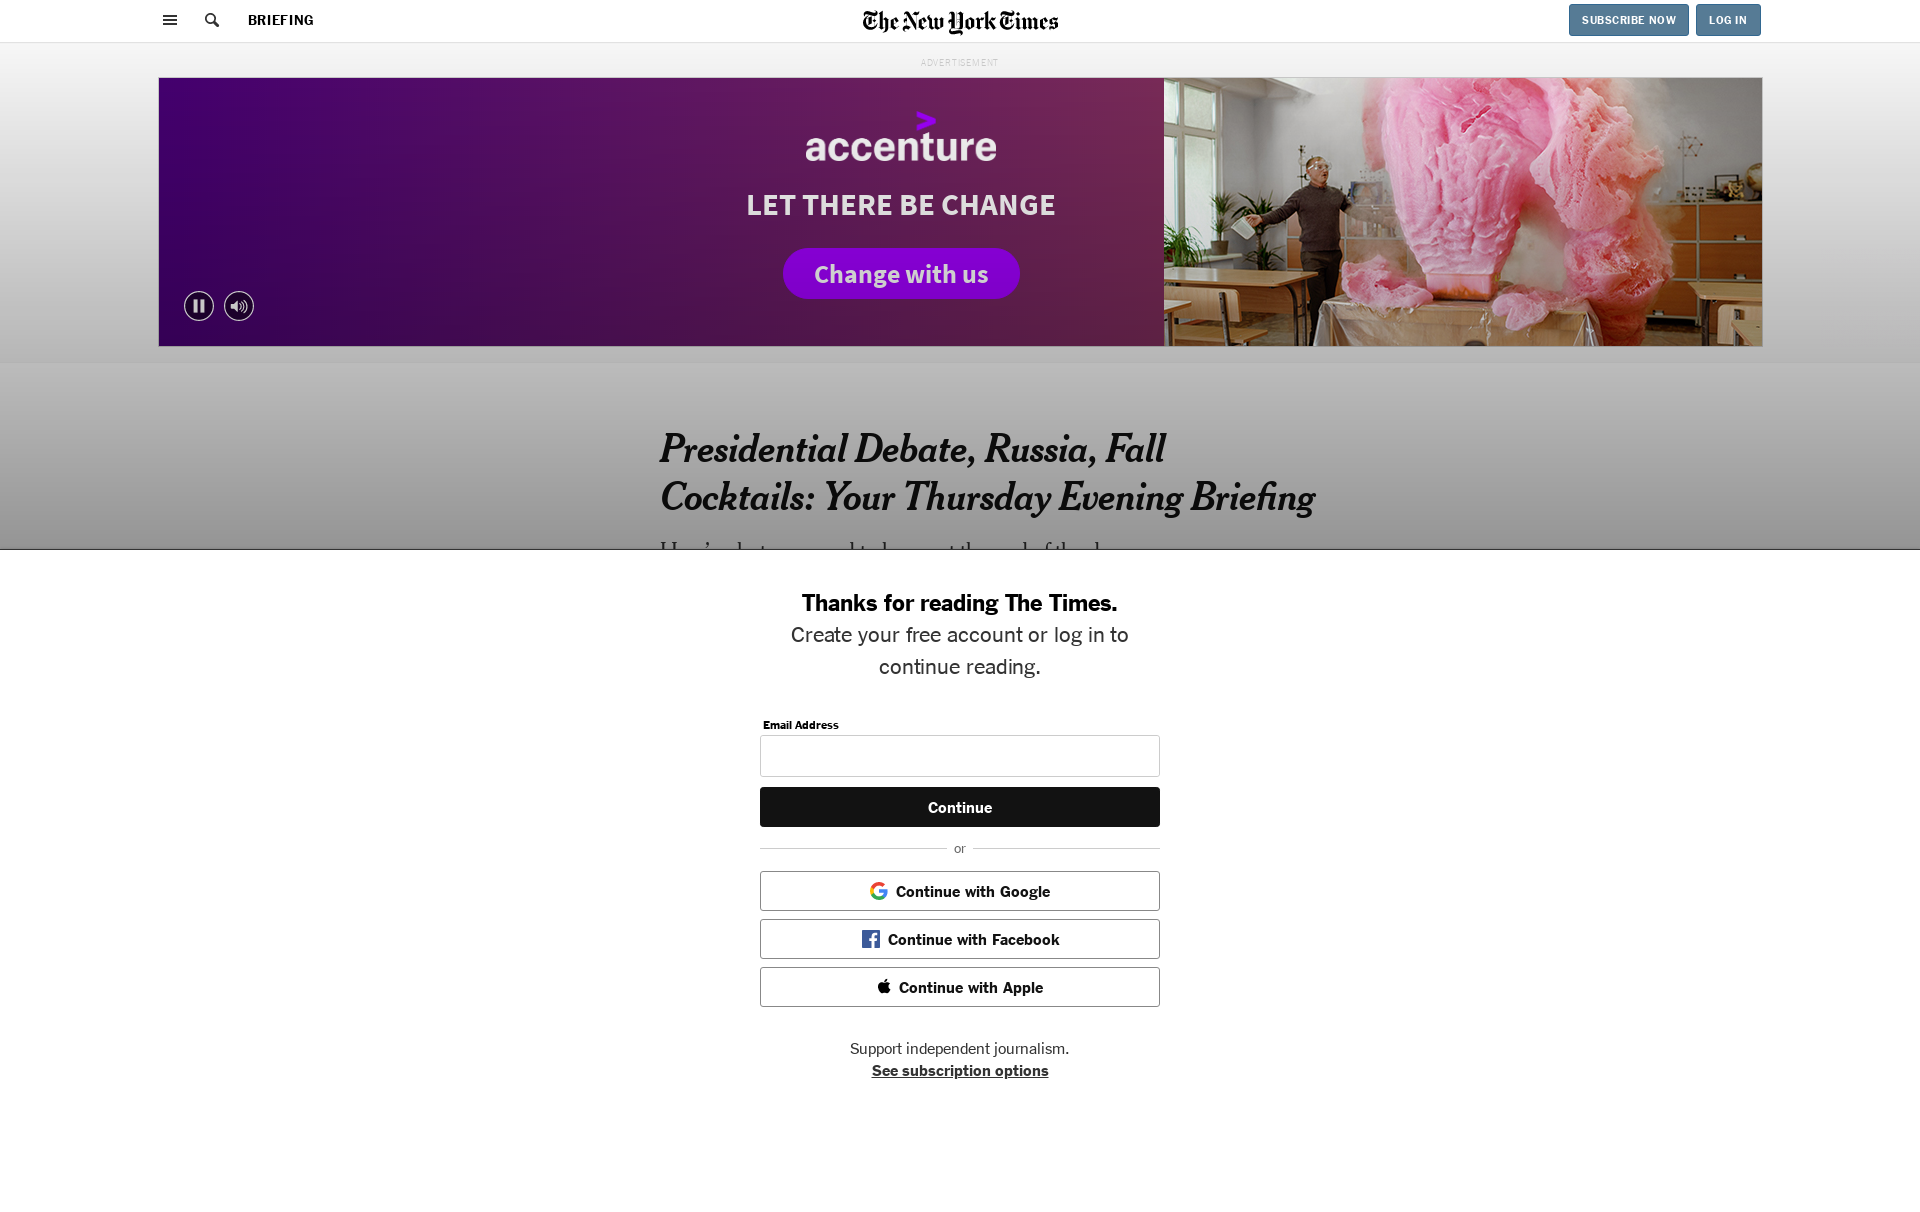 BRIEFING
The New York Times
SUBSCRIBE NOW
LOG IN
ADVERTISEMENT
accenture
LET THERE BE CHANGE
Change with us
Presidential Debate, Russia, Fall
Cocktails: Your Thursday Evening Briefing
Thanks for reading The Times.
Create your free account or log in to
continue reading.
Email Address
Continue
or
Continue with Google
Continue with Facebook
Continue with Apple
Support independent journalism.
See subscription options